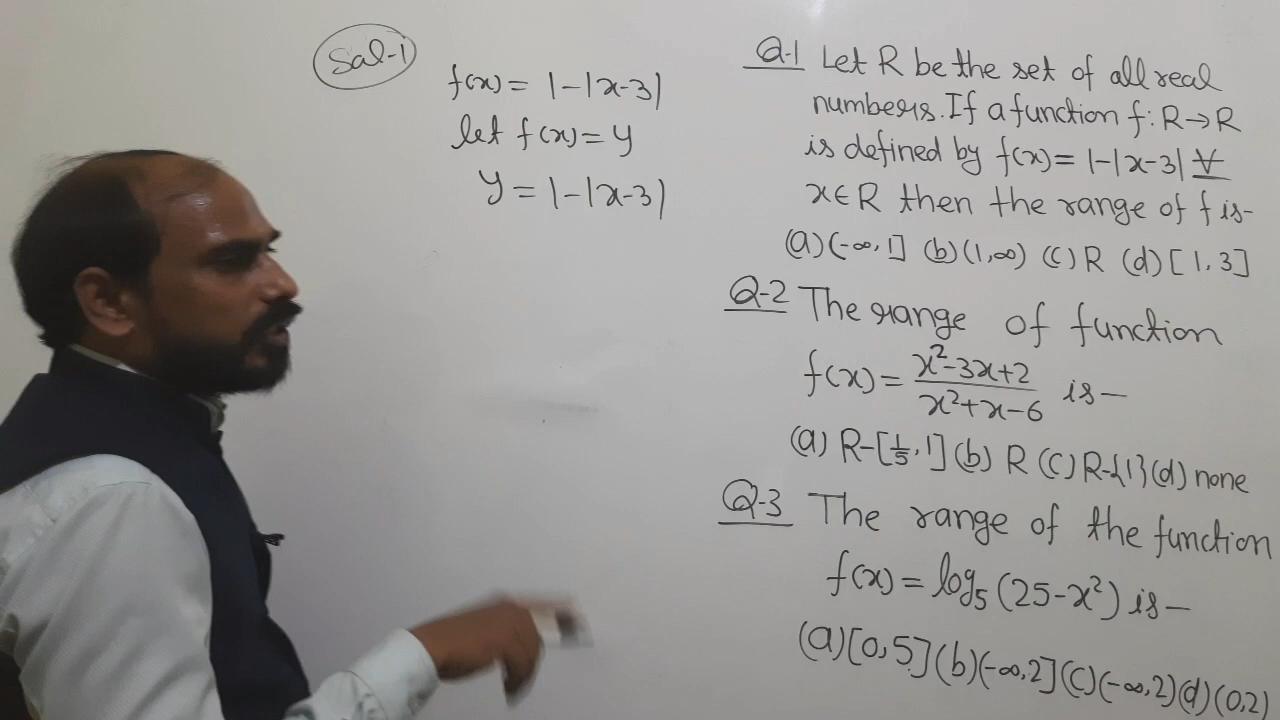 Sol-1
f(x) = 1-|x-3|
let f(x) = y
y = 1-|x-3|
Q-1 Let R be the set of all real
numbers. If a function f: R→R
is defined by f(x) = 1-|x-3| ∀
x∈R then the range of f is-
(a) (-∞, 1] (b) (1, ∞) (c) R (d) [1, 3]
Q-2 The range of function
f(x) = x²-3x+2 / x²+x-6 is —
(a) R-[1/5, 1] (b) R (c) R-{1} (d) none
Q-3 The range of the function
f(x) = log₅ (25-x²) is —
(a) [0, 5] (b) (-∞, 2] (c) (-∞, 2) (d) (0, 2)